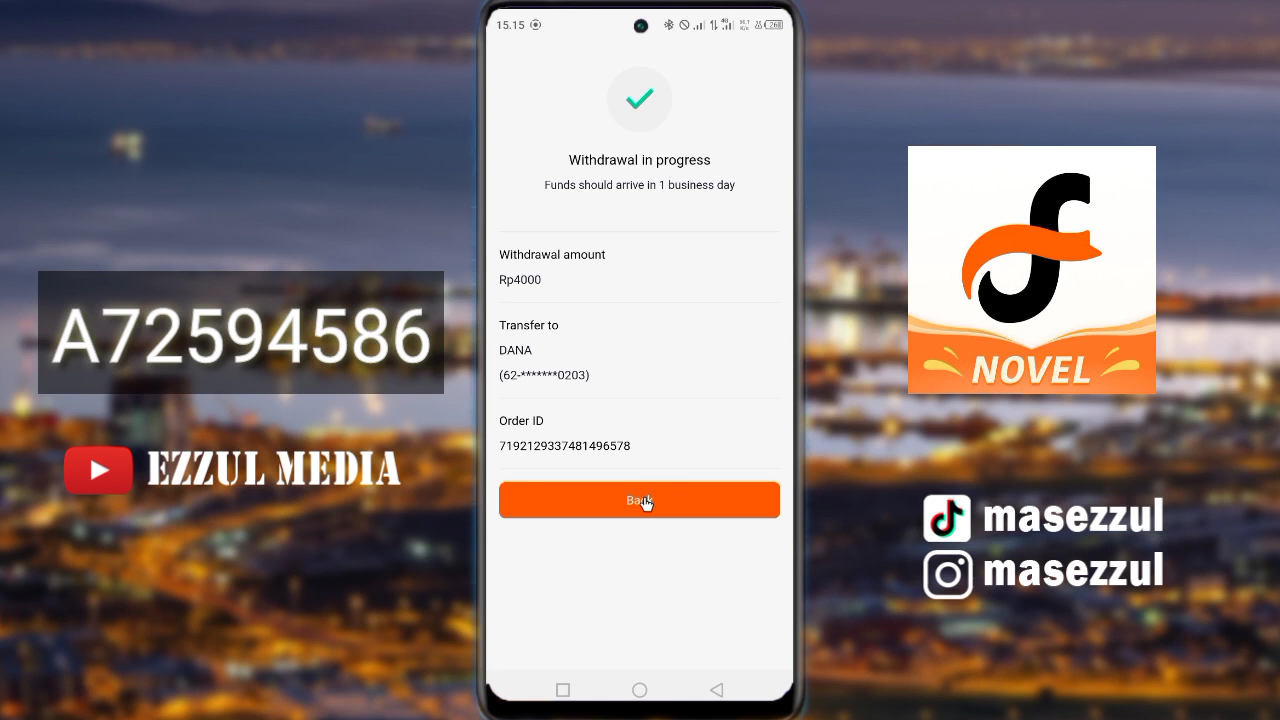 A72594586
EZZUL MEDIA
15.15
Withdrawal in progress
Funds should arrive in 1 business day
Withdrawal amount
Rp4000
Transfer to
DANA
(62-*******0203)
Order ID
7192129337481496578
NOVEL
masezzul
masezzul